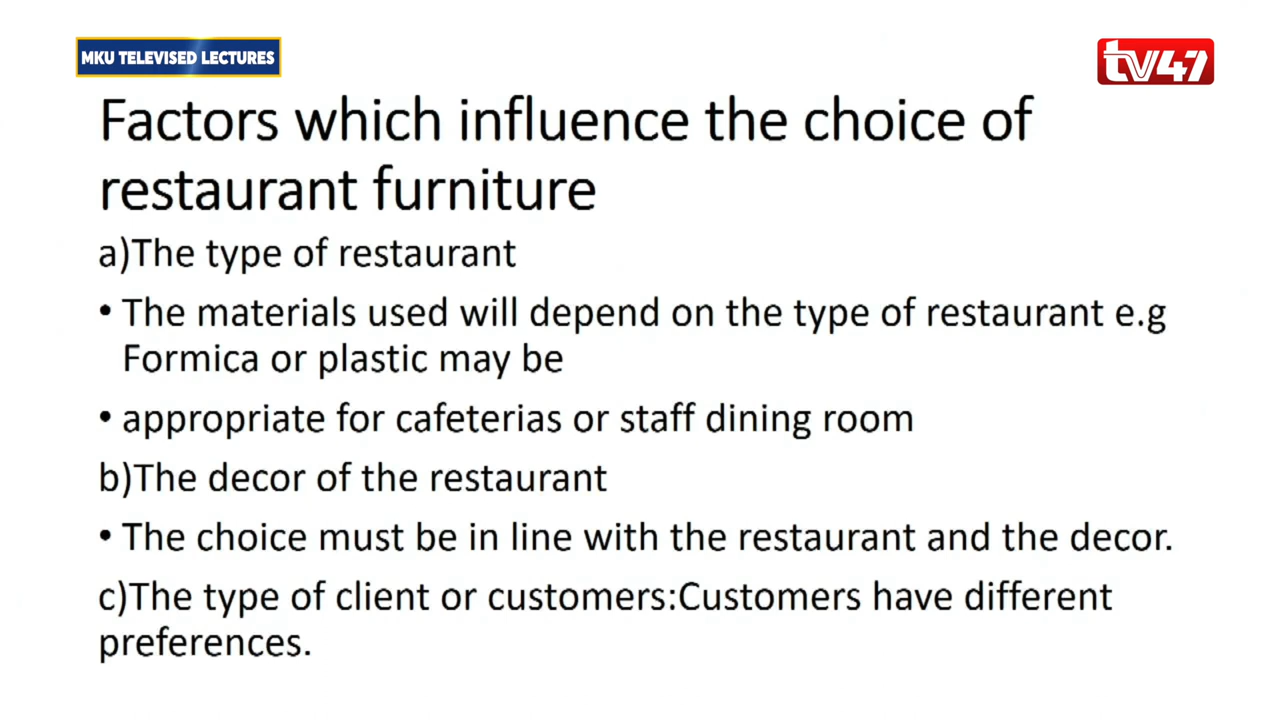 MKU TELEVISED LECTURES
tv47
Factors which influence the choice of
restaurant furniture
a)The type of restaurant
• The materials used will depend on the type of restaurant e.g
Formica or plastic may be
• appropriate for cafeterias or staff dining room
b)The decor of the restaurant
• The choice must be in line with the restaurant and the decor.
c)The type of client or customers:Customers have different
preferences.